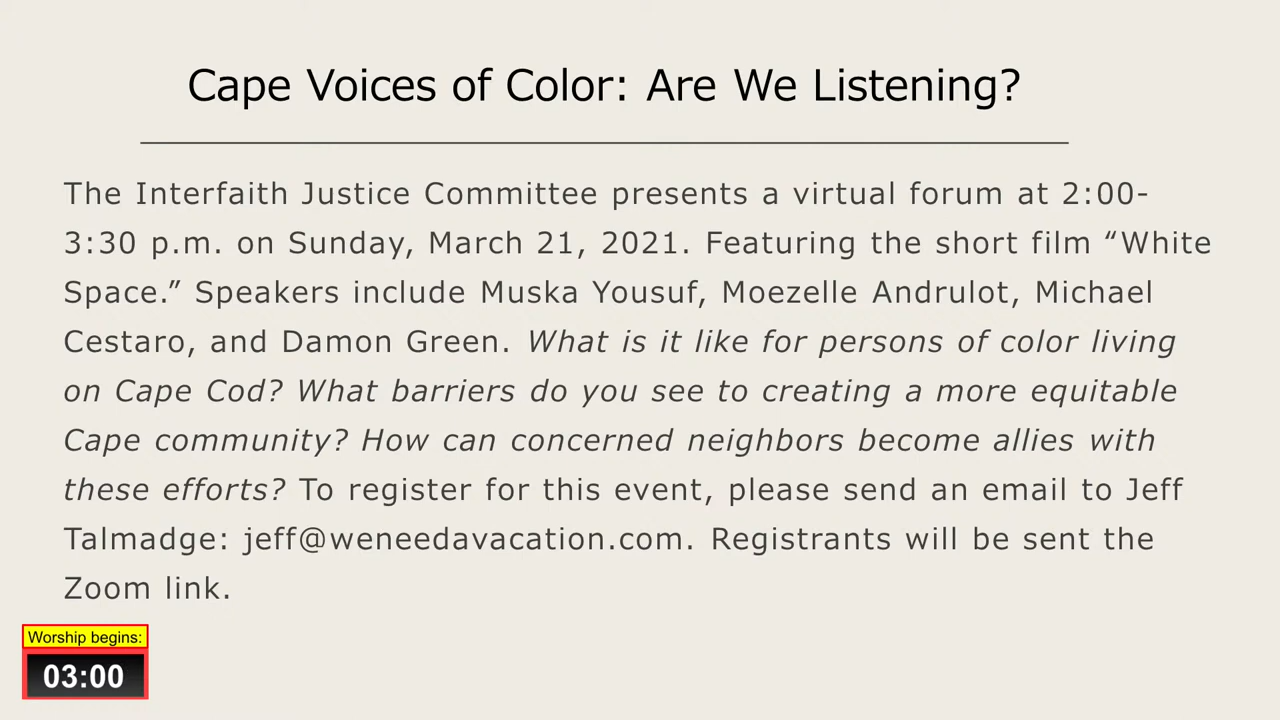 Cape Voices of Color: Are We Listening?
The Interfaith Justice Committee presents a virtual forum at 2:00-
3:30 p.m. on Sunday, March 21, 2021. Featuring the short film “White
Space.” Speakers include Muska Yousuf, Moezelle Andrulot, Michael
Cestaro, and Damon Green. What is it like for persons of color living
on Cape Cod? What barriers do you see to creating a more equitable
Cape community? How can concerned neighbors become allies with
these efforts? To register for this event, please send an email to Jeff
Talmadge: jeff@weneedavacation.com. Registrants will be sent the
Zoom link.
Worship begins:
03:00